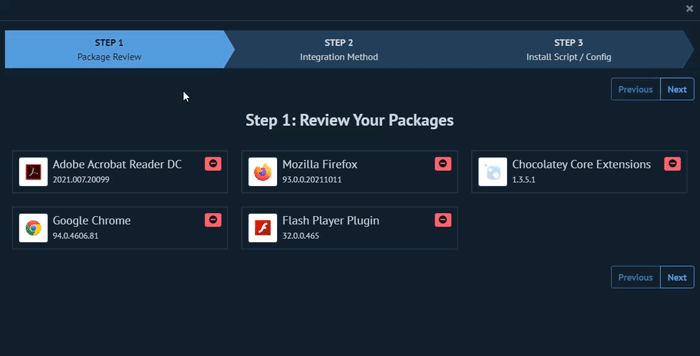 STEP 1
Package Review
STEP 2
Integration Method
STEP 3
Install Script / Config
Previous
Next
Step 1: Review Your Packages
Adobe Acrobat Reader DC
2021.007.20099
Mozilla Firefox
93.0.0.20211011
Chocolatey Core Extensions
1.3.5.1
Google Chrome
94.0.4606.81
Flash Player Plugin
32.0.0.465
Previous
Next